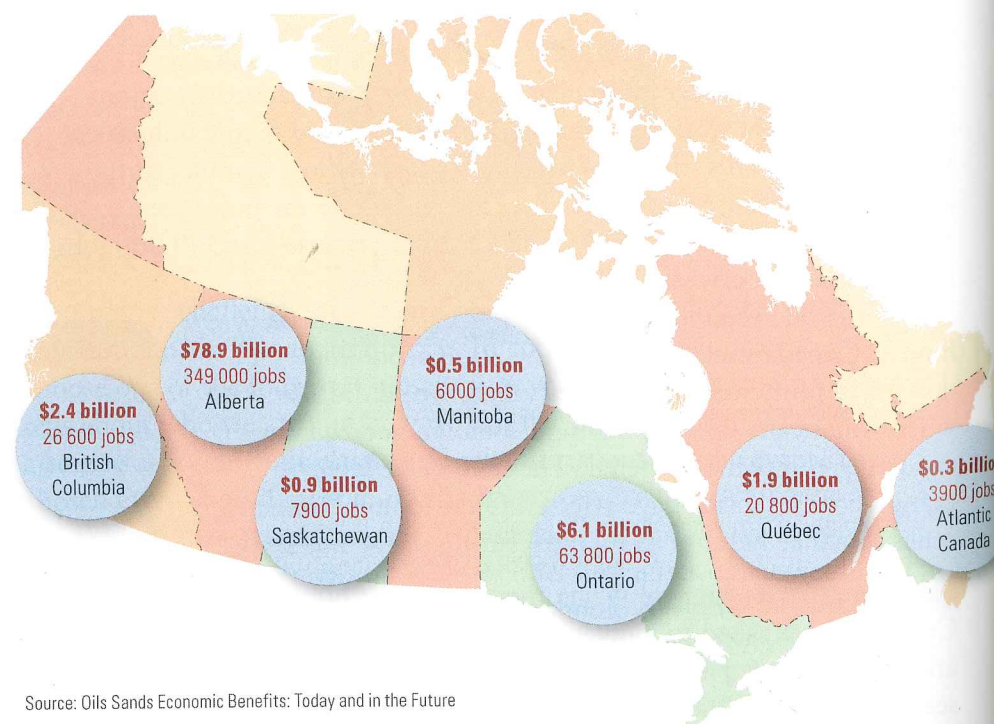 $78.9 billion
349 000 jobs
Alberta
$0.5 billion
6000 jobs
Manitoba
$2.4 billion
26 600 jobs
British
Columbia
$0.9 billion
7900 jobs
Saskatchewan
$6.1 billion
63 800 jobs
Ontario
$1.9 billion
20 800 jobs
Québec
$0.3 billio
3900 jobs
Atlantic
Canada
Source: Oils Sands Economic Benefits: Today and in the Future